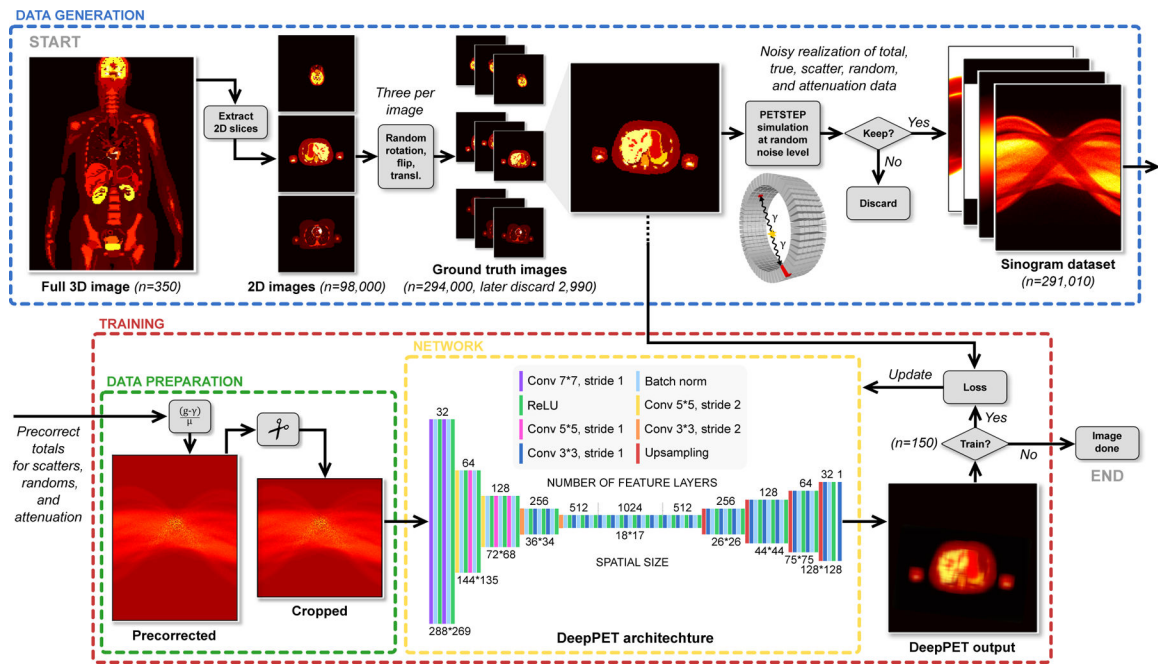 DATA GENERATION
START
Extract
2D slices
Three per
image
Random
rotation,
flip,
transl.
Full 3D image (n=350)
2D images (n=98,000)
Ground truth images
(n=294,000, later discard 2,990)
Noisy realization of total,
true, scatter, random,
and attenuation data
PETSTEP
simulation
at random
noise level
Keep?
Yes
No
Discard
γ
γ
Sinogram dataset
(n=291,010)
TRAINING
DATA PREPARATION
(g-γ)
μ
Precorrect
totals
for scatters,
randoms,
and
attenuation
Precorrected
Cropped
NETWORK
Conv 7*7, stride 1
Batch norm
ReLU
Conv 5*5, stride 2
Conv 5*5, stride 1
Conv 3*3, stride 2
Conv 3*3, stride 1
Upsampling
NUMBER OF FEATURE LAYERS
32
64
128
256
512
1024
512
256
128
64
32 1
288*269
144*135
72*68
36*34
18*17
26*26
44*44
75*75
128*128
SPATIAL SIZE
DeepPET architechture
Update
Loss
Yes
(n=150)
Train?
No
Image
done
END
DeepPET output